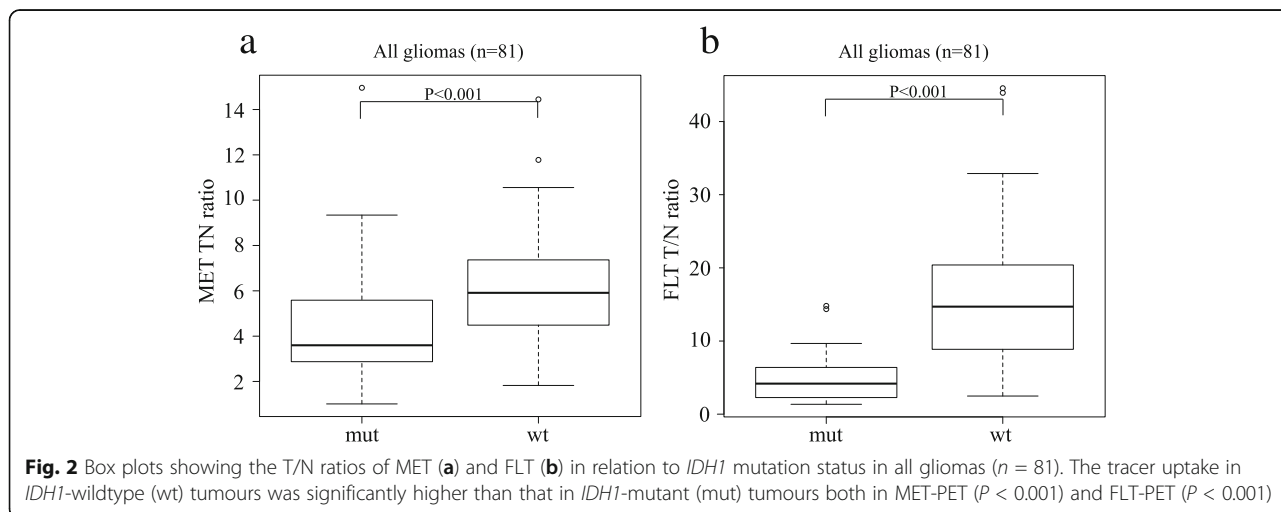 a
All gliomas (n=81)
P<0.001
MET TN ratio
14
12
10
8
6
4
2
mut
wt
b
All gliomas (n=81)
P<0.001
FLT T/N ratio
40
30
20
10
0
mut
wt
Fig. 2 Box plots showing the T/N ratios of MET (a) and FLT (b) in relation to IDH1 mutation status in all gliomas (n = 81). The tracer uptake in
IDH1-wildtype (wt) tumours was significantly higher than that in IDH1-mutant (mut) tumours both in MET-PET (P < 0.001) and FLT-PET (P < 0.001)